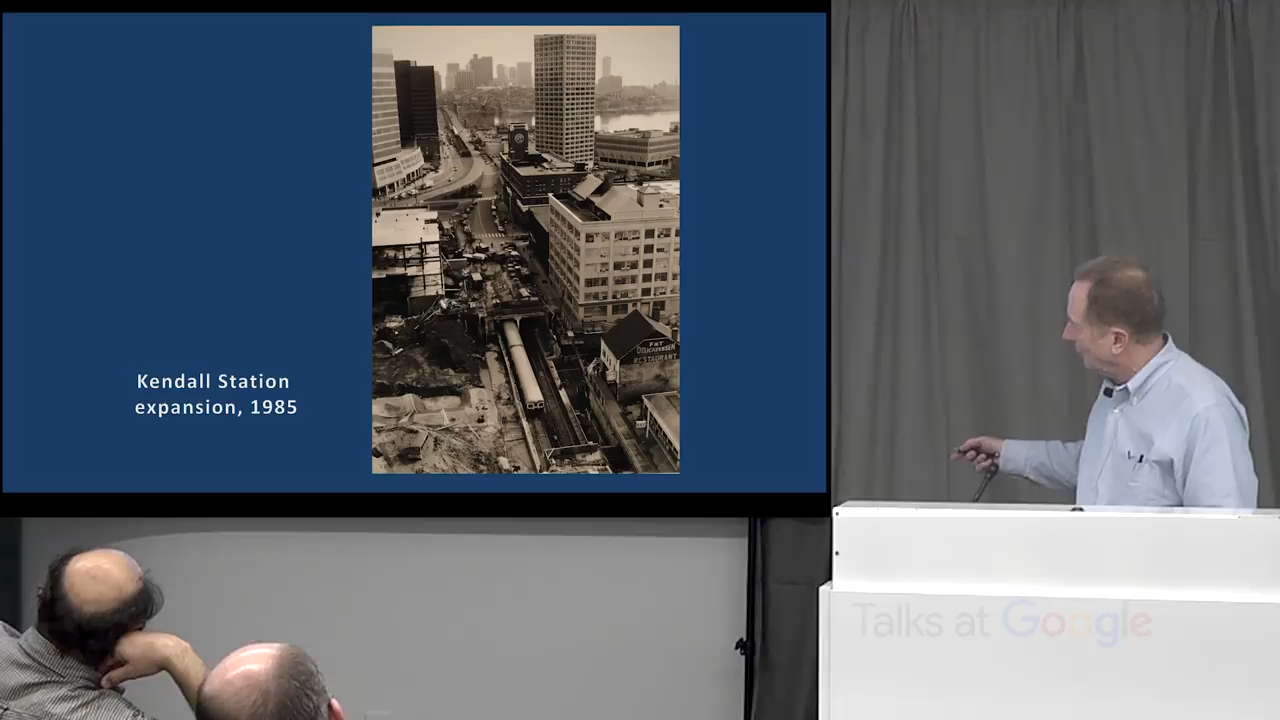 Kendall Station
expansion, 1985
F&T
DELICATESSEN
RESTAURANT
Talks at Google